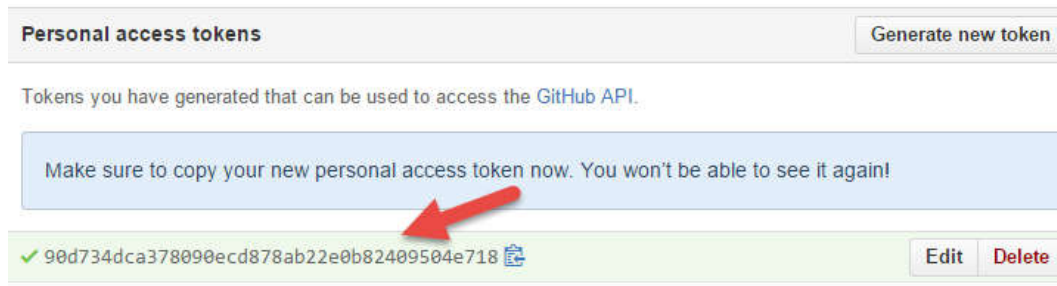 Personal access tokens Generate new token
Tokens you have generated that can be used to access the GitHub API.
Make sure to copy your new personal access token now. You won't be able to see it again!
90d734dca378090ecd878ab22e0b82409504e718 Edit Delete